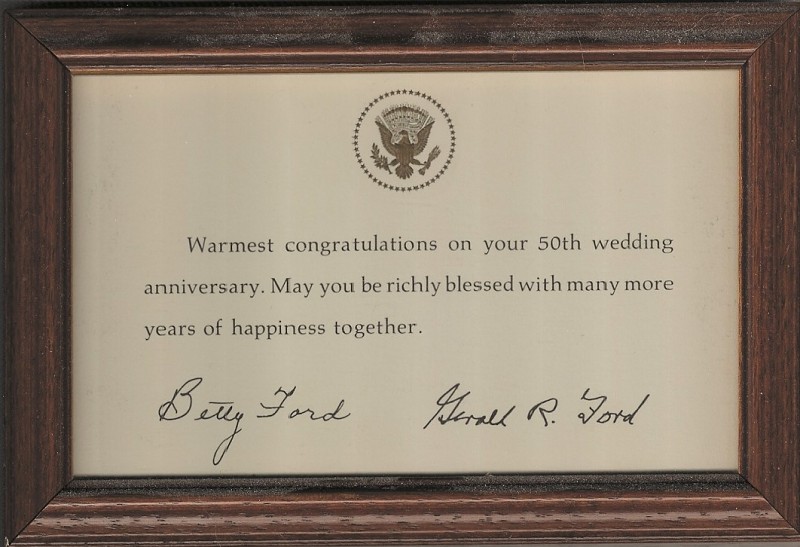 Warmest congratulations on your 50th wedding
anniversary. May you be richly blessed with many more
years of happiness together.
Betty Ford Gerald R. Ford